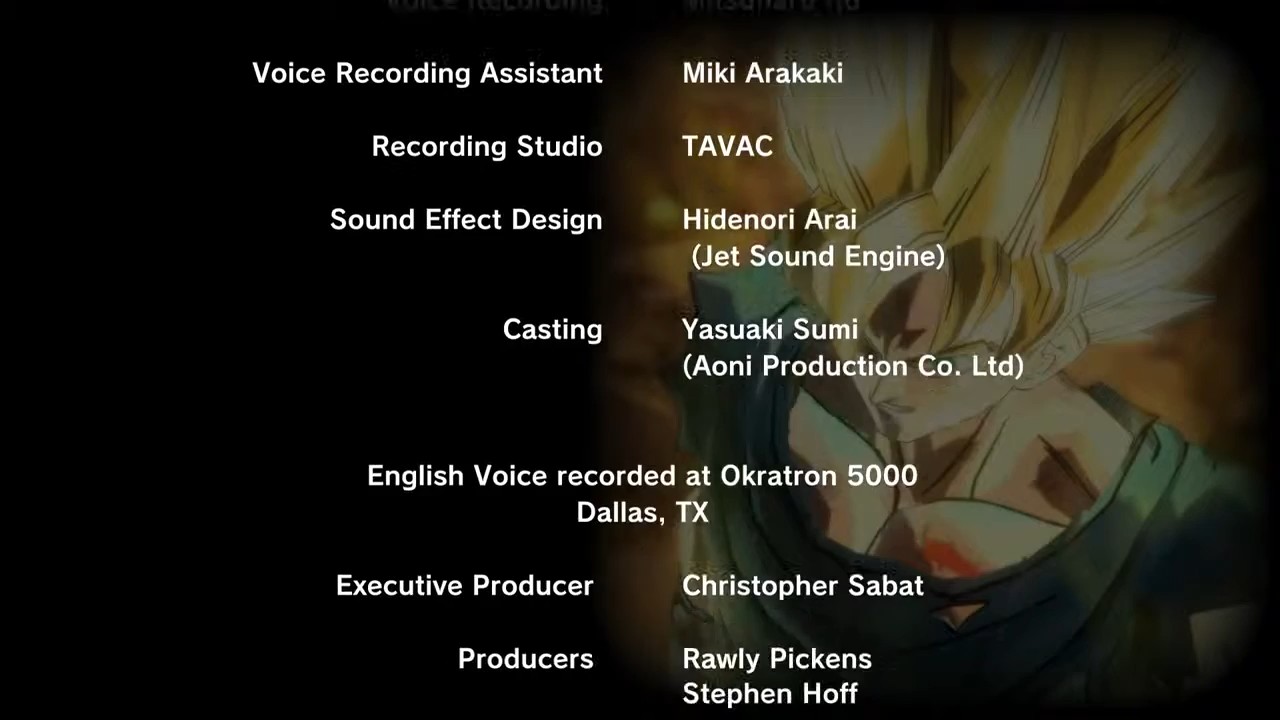 Voice Recording Assistant Miki Arakaki
Recording Studio TAVAC
Sound Effect Design Hidenori Arai
(Jet Sound Engine)
Casting Yasuaki Sumi
(Aoni Production Co. Ltd)
English Voice recorded at Okratron 5000
Dallas, TX
Executive Producer Christopher Sabat
Producers Rawly Pickens
Stephen Hoff